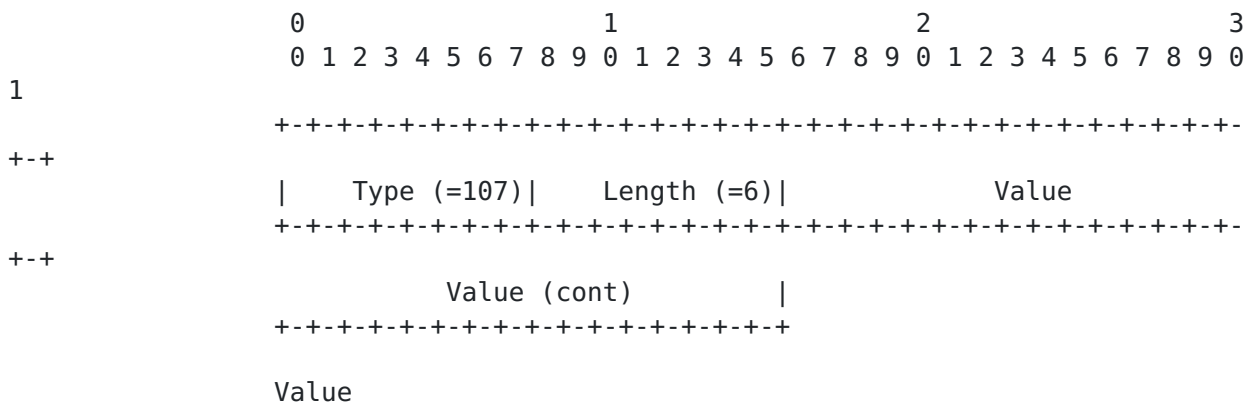 0                   1                   2                   3
                  0 1 2 3 4 5 6 7 8 9 0 1 2 3 4 5 6 7 8 9 0 1 2 3 4 5 6 7 8 9 0
1
                 +-+-+-+-+-+-+-+-+-+-+-+-+-+-+-+-+-+-+-+-+-+-+-+-+-+-+-+-+-+-+-
+-+
                 |    Type (=107)|    Length (=6)|             Value
                 +-+-+-+-+-+-+-+-+-+-+-+-+-+-+-+-+-+-+-+-+-+-+-+-+-+-+-+-+-+-+-
+-+
                            Value (cont)         |
                 +-+-+-+-+-+-+-+-+-+-+-+-+-+-+-+-+

                 Value